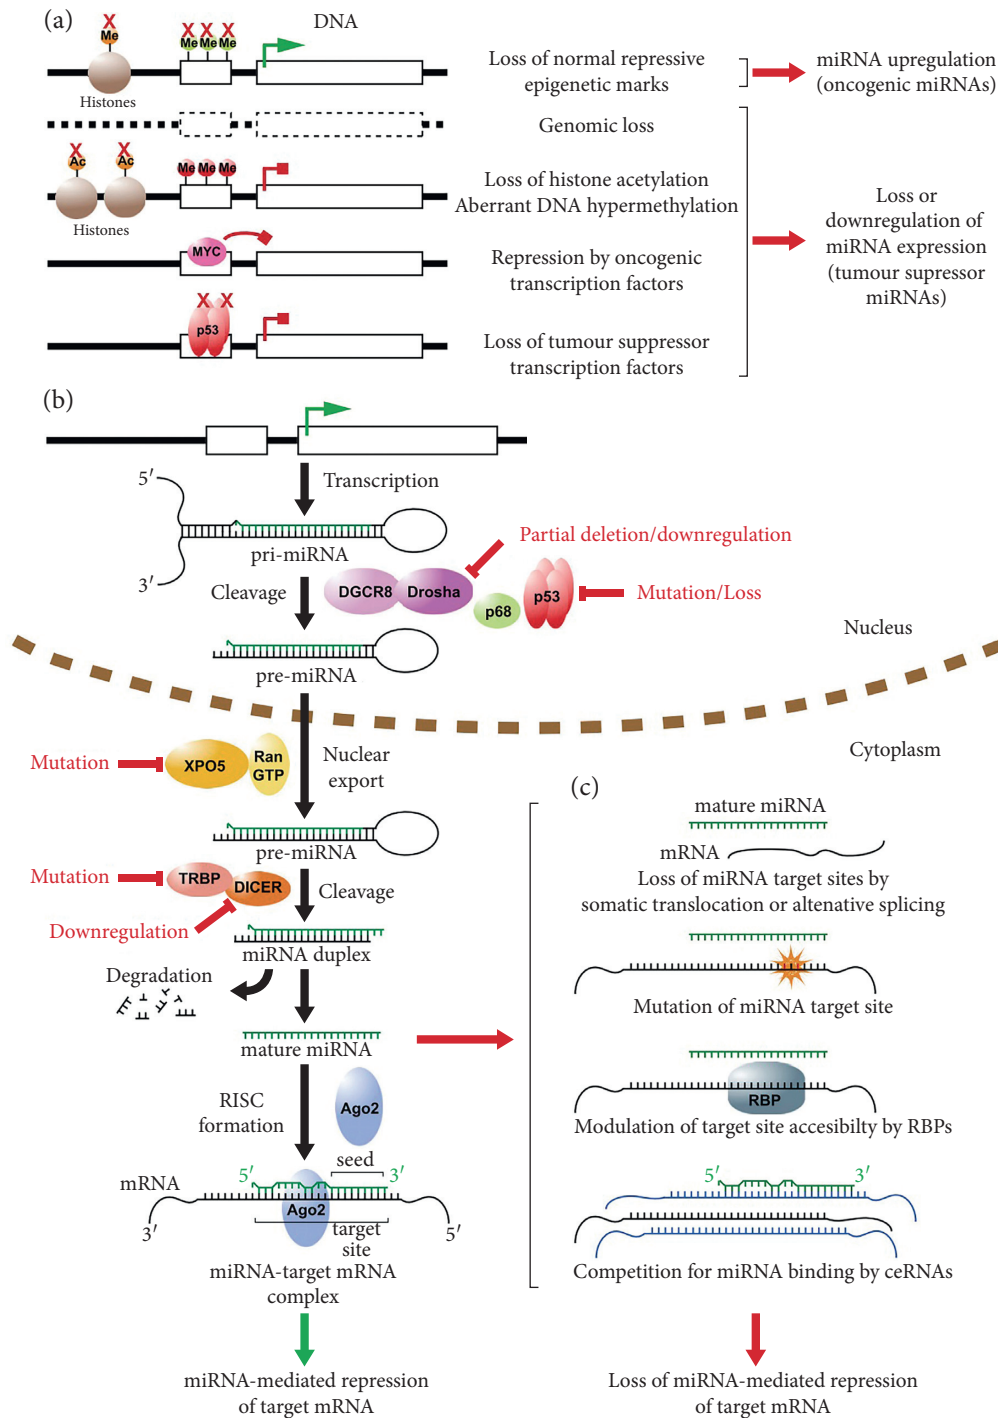 (a)
DNA
X
Me
X X X
Me Me Me
Histones
Loss of normal repressive
epigenetic marks
miRNA upregulation
(oncogenic miRNAs)
Genomic loss
X X
Ac Ac
Me Me Me
Histones
Loss of histone acetylation
Aberrant DNA hypermethylation
Loss or
downregulation of
miRNA expression
(tumour supressor
miRNAs)
MYC
Repression by oncogenic
transcription factors
X X
p53
Loss of tumour suppressor
transcription factors
(b)
Transcription
5′
3′
pri-miRNA
Cleavage
DGCR8 Drosha
p68
p53
Partial deletion/downregulation
Mutation/Loss
Nucleus
pre-miRNA
Cytoplasm
Mutation
XPO5
Ran
GTP
Nuclear
export
pre-miRNA
Mutation
TRBP
DICER
Cleavage
Downregulation
miRNA duplex
Degradation
mature miRNA
RISC
formation
Ago2
seed
5′ 3′
mRNA
Ago2
3′
target
site
5′
miRNA-target mRNA
complex
miRNA-mediated repression
of target mRNA
(c)
mature miRNA
mRNA
Loss of miRNA target sites by
somatic translocation or altenative splicing
Mutation of miRNA target site
RBP
Modulation of target site accesibilty by RBPs
5′ 3′
Competition for miRNA binding by ceRNAs
Loss of miRNA-mediated repression
of target mRNA